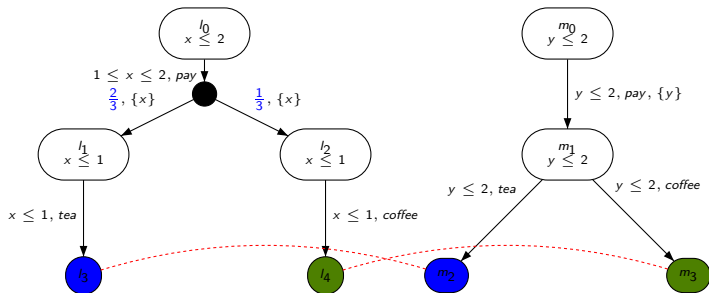 l₀
x ≤ 2
m₀
y ≤ 2
1 ≤ x ≤ 2, pay
2/3, {x}
1/3, {x}
y ≤ 2, pay, {y}
l₁
x ≤ 1
l₂
x ≤ 1
m₁
y ≤ 2
y ≤ 2, tea
y ≤ 2, coffee
x ≤ 1, tea
x ≤ 1, coffee
l₃
l₄
m₂
m₃